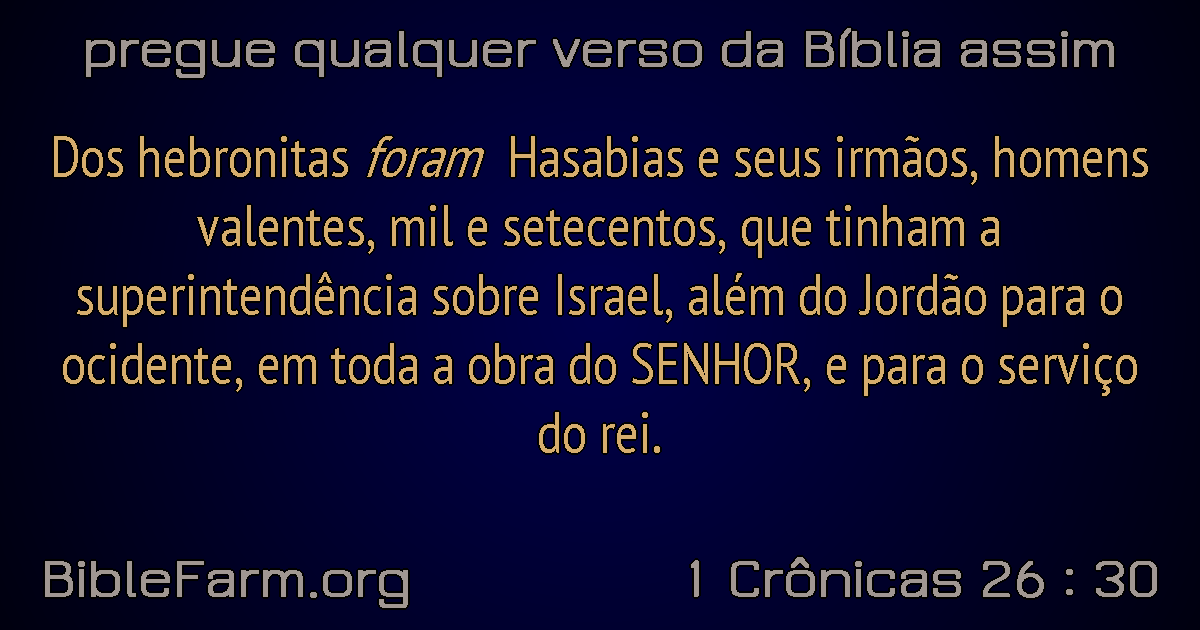 pregue qualquer verso da Bíblia assim
Dos hebronitas foram Hasabias e seus irmãos, homens
valentes, mil e setecentos, que tinham a
superintendência sobre Israel, além do Jordão para o
ocidente, em toda a obra do SENHOR, e para o serviço
do rei.
BibleFarm.org
1 Crônicas 26 : 30